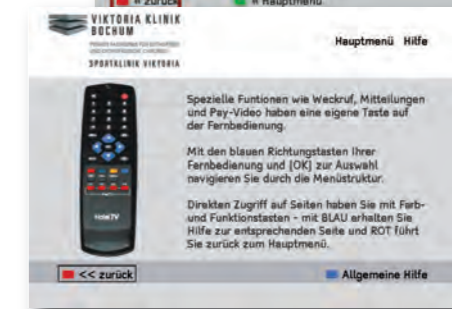 « zurück « Hauptmenü
VIKTORIA KLINIK
BOCHUM
SPORTKLINIK VIKTORIA
Hauptmenü Hilfe
Spezielle Funtionen wie Weckruf, Mitteilungen
und Pay-Video haben eine eigene Taste auf
der Fernbedienung.
Mit den blauen Richtungstasten Ihrer
Fernbedienung und [OK] zur Auswahl
navigieren Sie durch die Menüstruktur.
Direkten Zugriff auf Seiten haben Sie mit Farb-
und Funktionstasten - mit BLAU erhalten Sie
Hilfe zur entsprechenden Seite und ROT führt
Sie zurück zum Hauptmenü.
HotelTV
<< zurück
Allgemeine Hilfe